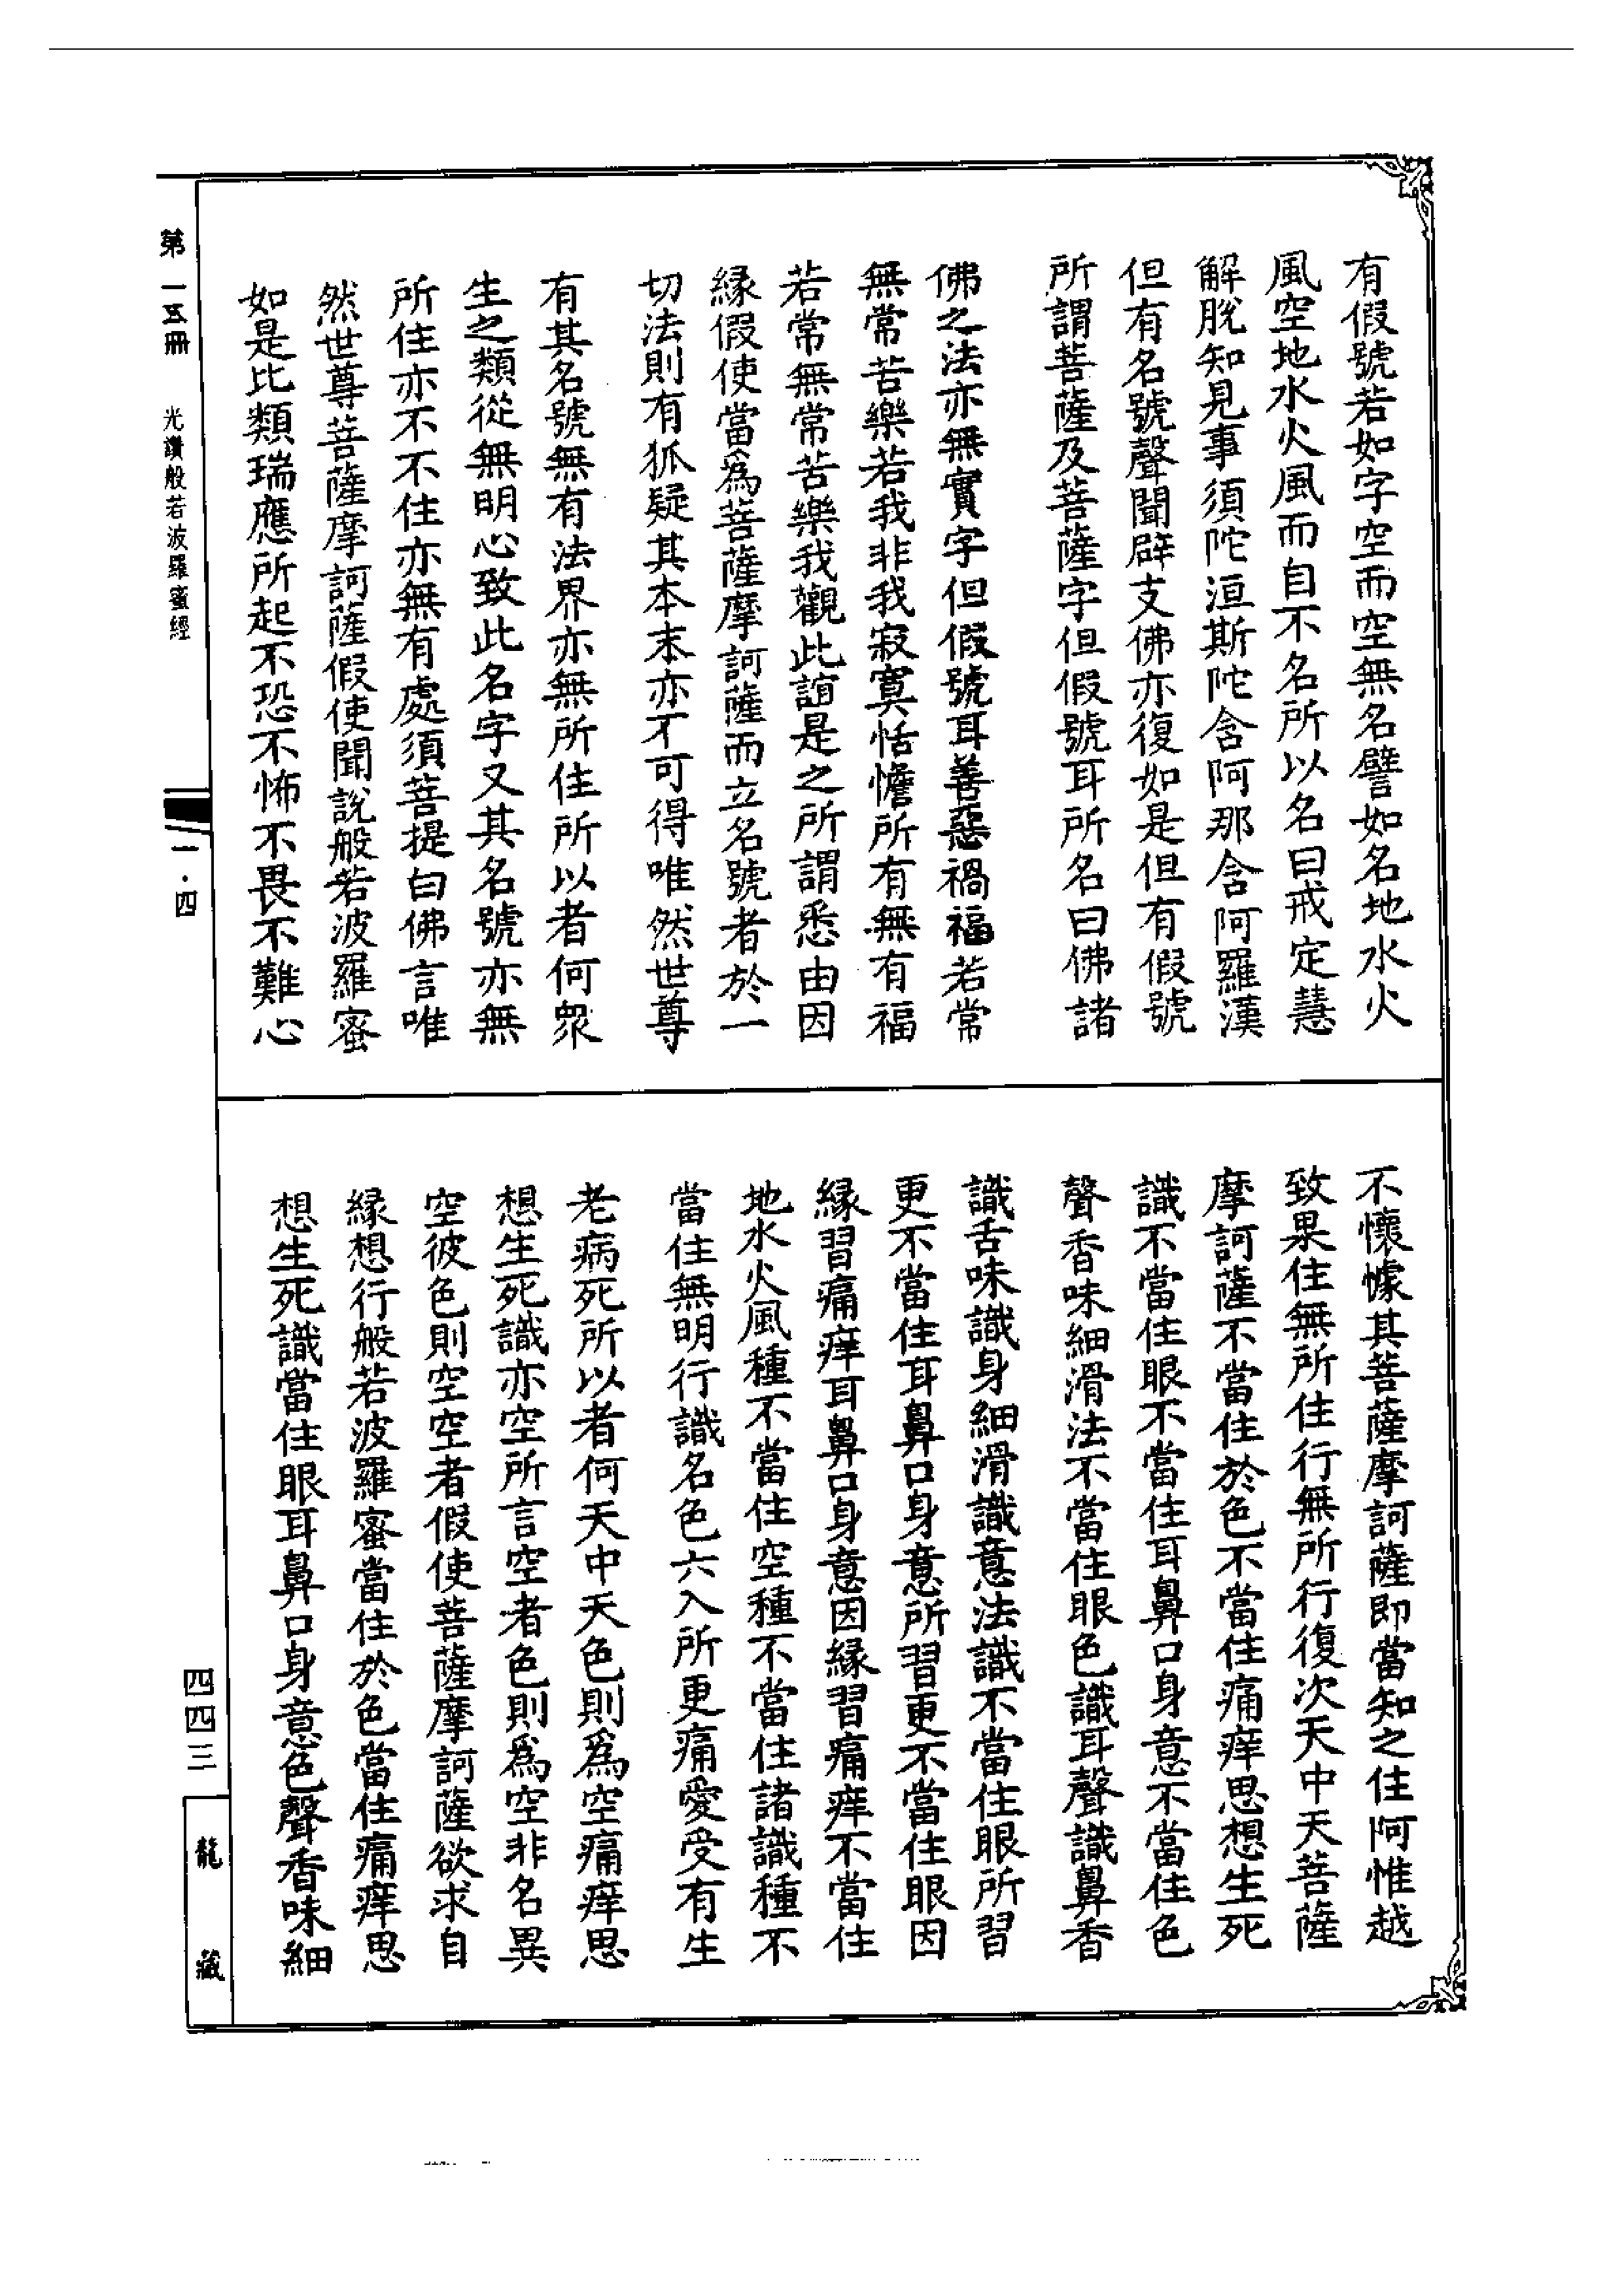 有假號若如字空而空無名譬如名地水火
風空地水火風而自不名所以名曰戒定慧
解脫知見事須陀洹斯陀含阿那含阿羅漢
但有名號聲聞辟支佛亦復如是但有假號
所謂菩薩及菩薩字但假號耳所名曰佛諸
佛之法亦無實字但假號耳善惡禍福若常
無常苦樂若我非我寂寞恬憺所有無有福
若常無常苦樂我觀此誼是之所謂悉由因
緣假使當為菩薩摩訶薩而立名號者於一
切法則有狐疑其本末亦不可得唯然世尊
有其名號無有法界亦無所住所以者何眾
生之類從無明心致此名字又其名號亦無
所住亦不不住亦無有處須菩提白佛言唯
然世尊菩薩摩訶薩假使聞說般若波羅蜜
如是比類瑞應所起不恐不怖不畏不難心
不懷懅其菩薩摩訶薩即當知之住阿惟越
致果住無所住行無所行復次天中天菩薩
摩訶薩不當住於色不當住痛痒思想生死
識不當住眼不當住耳鼻口身意不當住色
聲香味細滑法不當住眼色識耳聲識鼻香
識舌味識身細滑識意法識不當住眼所習
更不當住耳鼻口身意所習更不當住眼因
緣習痛痒耳鼻口身意因緣習痛痒不當住
地水火風種不當住空種不當住諸識種不
當住無明行識名色六入所更痛愛受有生
老病死所以者何天中天色則為空痛痒思
想生死識亦空所言空者色則為空非名異
空彼色則空空者假使菩薩摩訶薩欲求自
緣想行般若波羅蜜當住於色當住痛痒思
想生死識當住眼耳鼻口身意色聲香味細
第一五冊 光讚般若波羅蜜經
一·四
四四三
龍藏